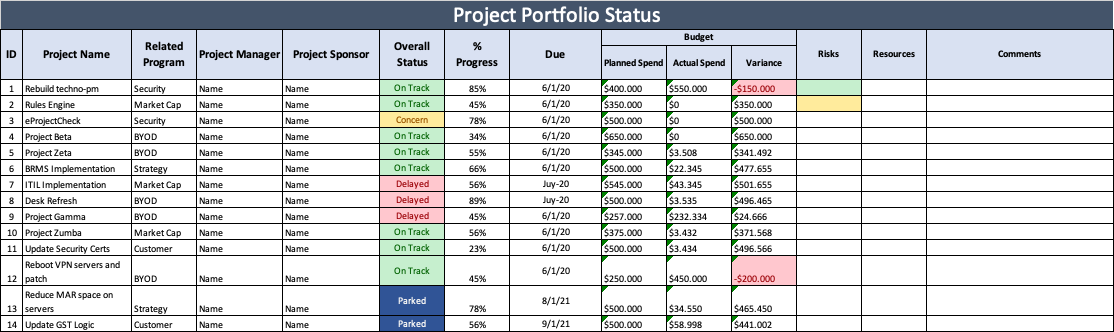 Project Portfolio Status
Budget
ID Project Name Related Program Project Manager Project Sponsor Overall Status % Progress Due Planned Spend Actual Spend Variance Risks Resources Comments
1 Rebuild techno-pm Security Name Name On Track 85% 6/1/20 $400.000 $550.000 -$150.000
2 Rules Engine Market Cap Name Name On Track 45% 6/1/20 $350.000 $0 $350.000
3 eProjectCheck Security Name Name Concern 78% 6/1/20 $500.000 $0 $500.000
4 Project Beta BYOD Name Name On Track 34% 6/1/20 $650.000 $0 $650.000
5 Project Zeta BYOD Name Name On Track 55% 6/1/20 $345.000 $3.508 $341.492
6 BRMS Implementation Strategy Name Name On Track 66% 6/1/20 $500.000 $22.345 $477.655
7 ITIL Implementation Market Cap Name Name Delayed 56% Juy-20 $545.000 $43.345 $501.655
8 Desk Refresh BYOD Name Name Delayed 89% Juy-20 $500.000 $3.535 $496.465
9 Project Gamma BYOD Name Name Delayed 45% 6/1/20 $257.000 $232.334 $24.666
10 Project Zumba Market Cap Name Name On Track 56% 6/1/20 $375.000 $3.432 $371.568
11 Update Security Certs Customer Name Name On Track 23% 6/1/20 $500.000 $3.434 $496.566
12 Reboot VPN servers and patch BYOD Name Name On Track 45% 6/1/20 $250.000 $450.000 -$200.000
13 Reduce MAR space on servers Strategy Name Name Parked 78% 8/1/21 $500.000 $34.550 $465.450
14 Update GST Logic Customer Name Name Parked 56% 9/1/21 $500.000 $58.998 $441.002